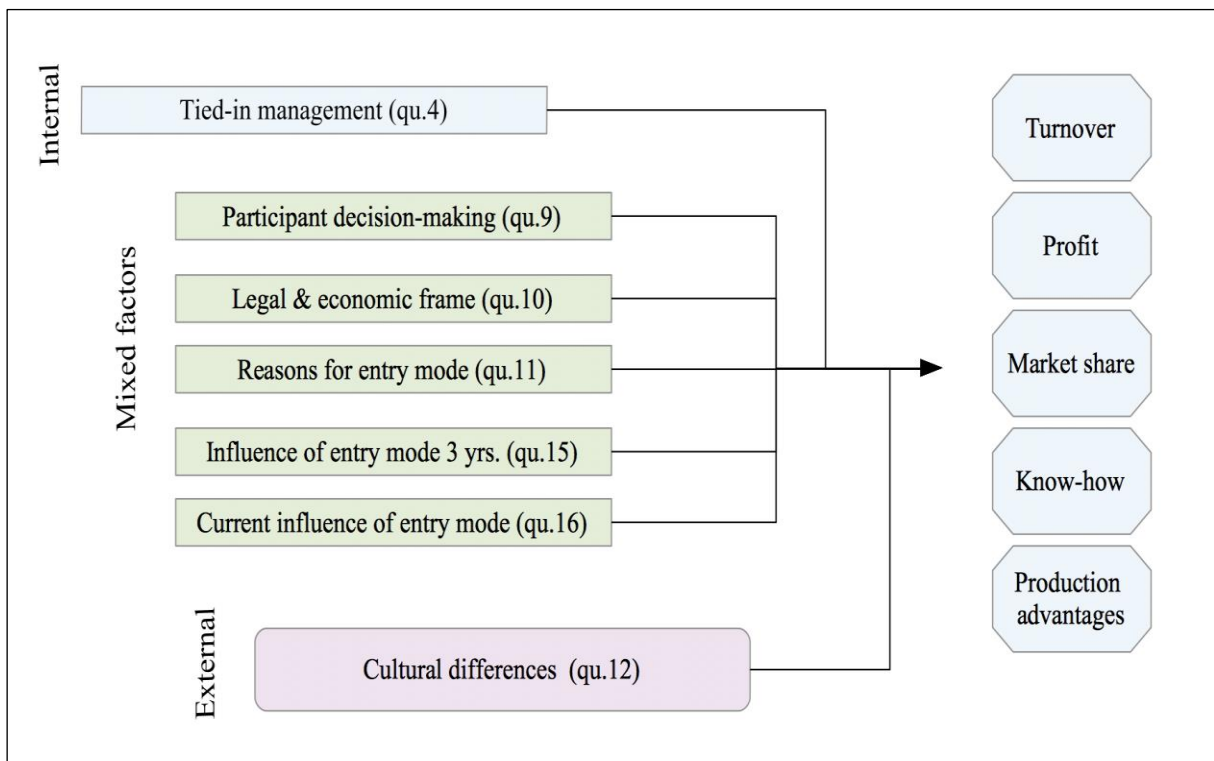 Internal
Tied-in management (qu.4)
Mixed factors
Participant decision-making (qu.9)
Legal & economic frame (qu.10)
Reasons for entry mode (qu.11)
Influence of entry mode 3 yrs. (qu.15)
Current influence of entry mode (qu.16)
External
Cultural differences (qu.12)
Turnover
Profit
Market share
Know-how
Production
advantages